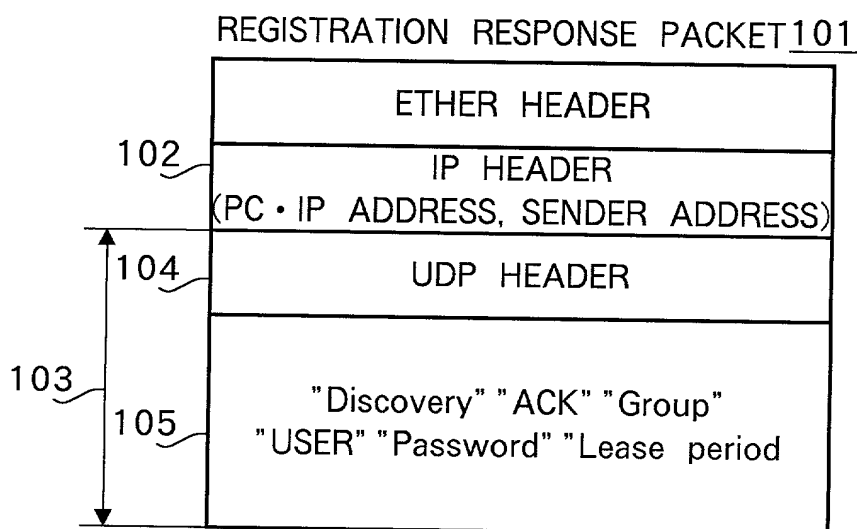 REGISTRATION RESPONSE PACKET 101
ETHER HEADER
102
IP HEADER
(PC・IP ADDRESS, SENDER ADDRESS)
104
UDP HEADER
103
105
"Discovery" "ACK" "Group"
"USER" "Password" "Lease period